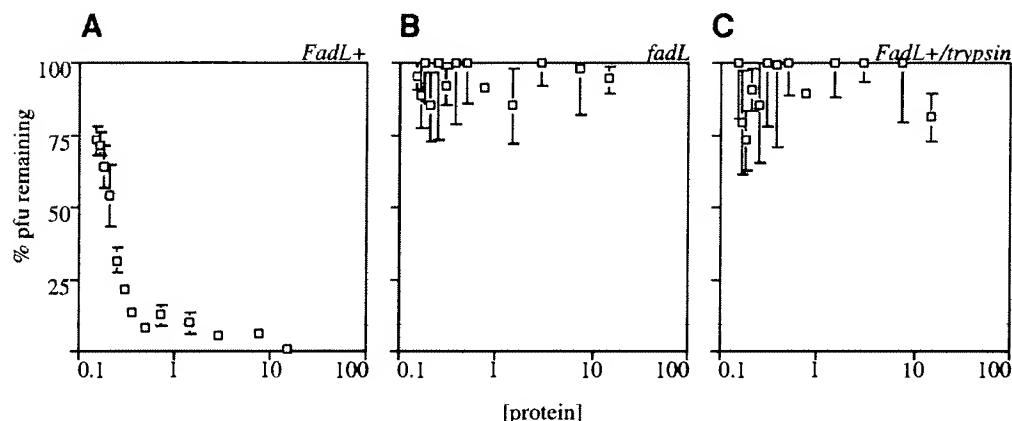 A
B
C
FadL+
fadL
FadL+/trypsin
% pfu remaining
100
75
50
25
0.1 1 10 100
0.1 1 10 100
0.1 1 10 100
[protein]